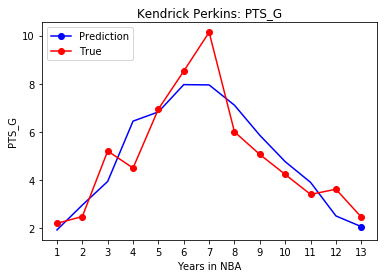 Kendrick Perkins: PTS_G
Prediction
True
10
8
6
4
2
PTS_G
1 2 3 4 5 6 7 8 9 10 11 12 13
Years in NBA